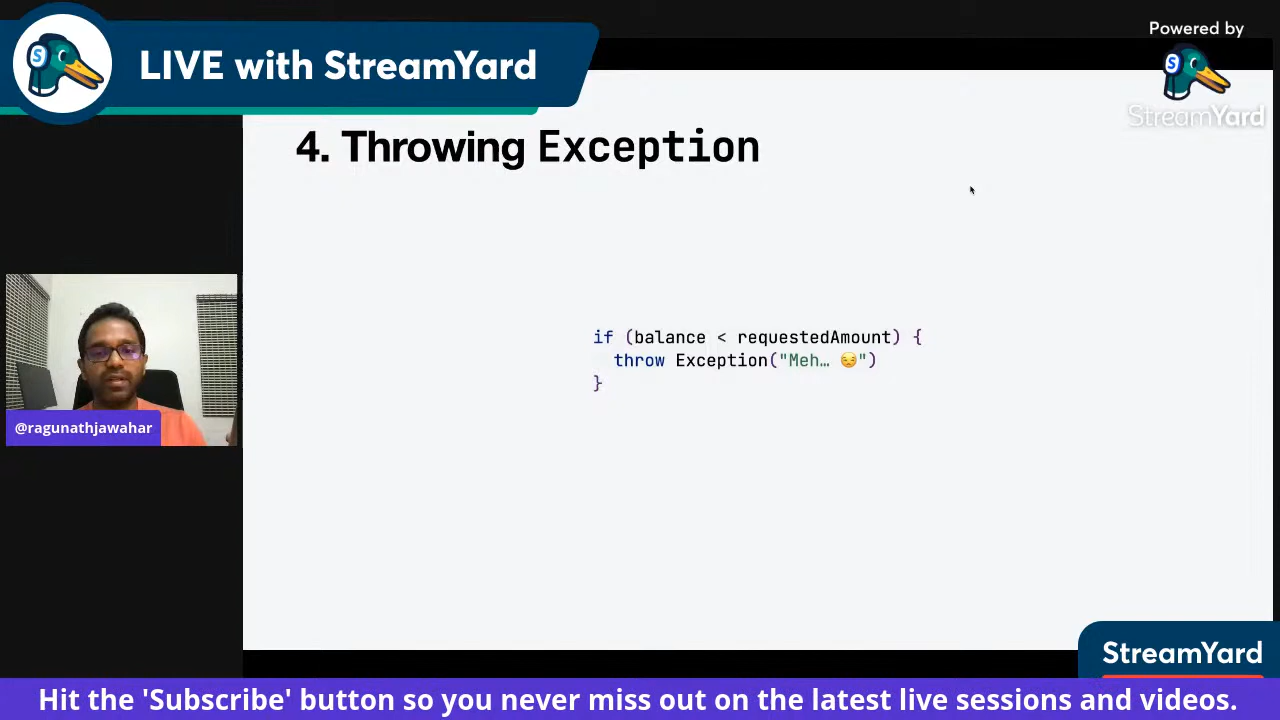 LIVE with StreamYard
Powered by
S
StreamYard
4. Throwing Exception
if (balance < requestedAmount) {
throw Exception("Meh… 😏")
}
@ragunathjawahar
StreamYard
Hit the 'Subscribe' button so you never miss out on the latest live sessions and videos.